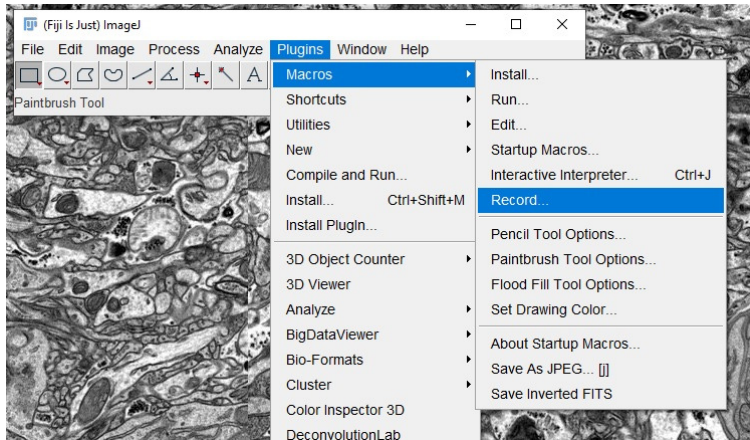 (Fiji Is Just) ImageJ
File Edit Image Process Analyze Plugins Window Help
A
Paintbrush Tool
Macros
Shortcuts
Utilities
New
Compile and Run...
Install... Ctrl+Shift+M
Install PlugIn...
3D Object Counter
3D Viewer
Analyze
BigDataViewer
Bio-Formats
Cluster
Color Inspector 3D
DeconvolutionLab
Install...
Run...
Edit...
Startup Macros...
Interactive Interpreter... Ctrl+J
Record...
Pencil Tool Options...
Paintbrush Tool Options...
Flood Fill Tool Options...
Set Drawing Color...
About Startup Macros...
Save As JPEG... [j]
Save Inverted FITS